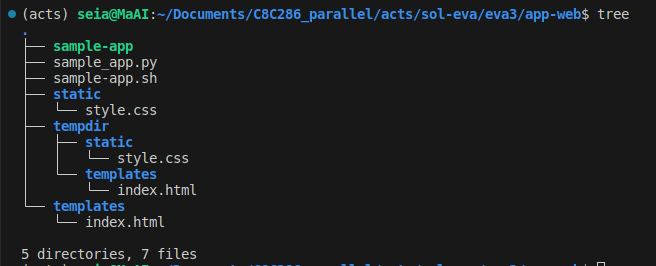 (acts) seia@MaAI:~/Documents/C8C286_parallel/acts/sol-eva/eva3/app-web$ tree
.
├── sample-app
├── sample_app.py
├── sample-app.sh
├── static
│   └── style.css
├── tempdir
│   ├── static
│   │   └── style.css
│   └── templates
│       └── index.html
└── templates
    └── index.html

5 directories, 7 files